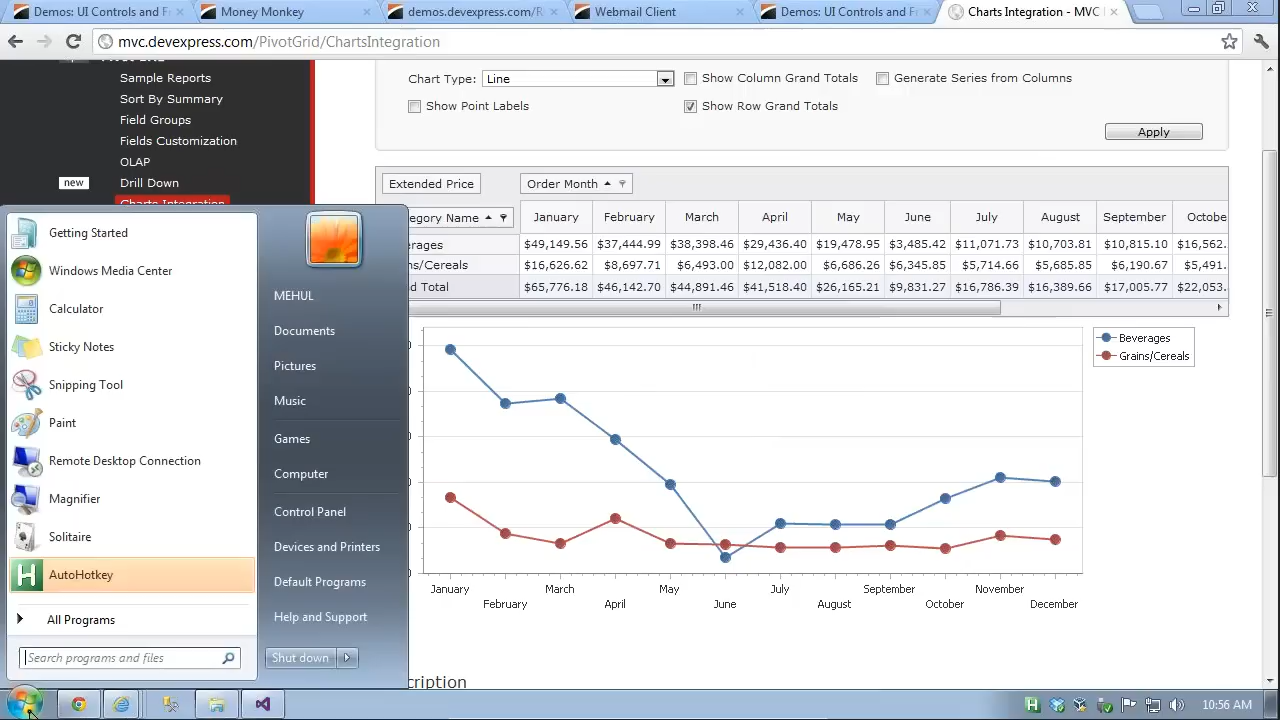 Demos: UI Controls and Fr
Money Monkey
demos.devexpress.com/R
Webmail Client
Demos: UI Controls and Fr
Charts Integration - MVC
mvc.devexpress.com/PivotGrid/ChartsIntegration
Sample Reports
Sort By Summary
Field Groups
Fields Customization
OLAP
new
Drill Down
Charts Integration
Chart Type:
Line
Show Column Grand Totals
Generate Series from Columns
Show Point Labels
Show Row Grand Totals
Apply
Extended Price
Order Month
ategory Name
January
February
March
April
May
June
July
August
September
Octobe
erages
$49,149.56
$37,444.99
$38,398.46
$29,436.40
$19,478.95
$3,485.42
$11,071.73
$10,703.81
$10,815.10
$16,562.
ns/Cereals
$16,626.62
$8,697.71
$6,493.00
$12,082.00
$6,686.26
$6,345.85
$5,714.66
$5,685.85
$6,190.67
$5,491.
nd Total
$65,776.18
$46,142.70
$44,891.46
$41,518.40
$26,165.21
$9,831.27
$16,786.39
$16,389.66
$17,005.77
$22,053.
Beverages
Grains/Cereals
January
February
March
April
May
June
July
August
September
October
November
December
cription
Getting Started
Windows Media Center
Calculator
Sticky Notes
Snipping Tool
Paint
Remote Desktop Connection
Magnifier
Solitaire
AutoHotkey
All Programs
Search programs and files
MEHUL
Documents
Pictures
Music
Games
Computer
Control Panel
Devices and Printers
Default Programs
Help and Support
Shut down
10:56 AM